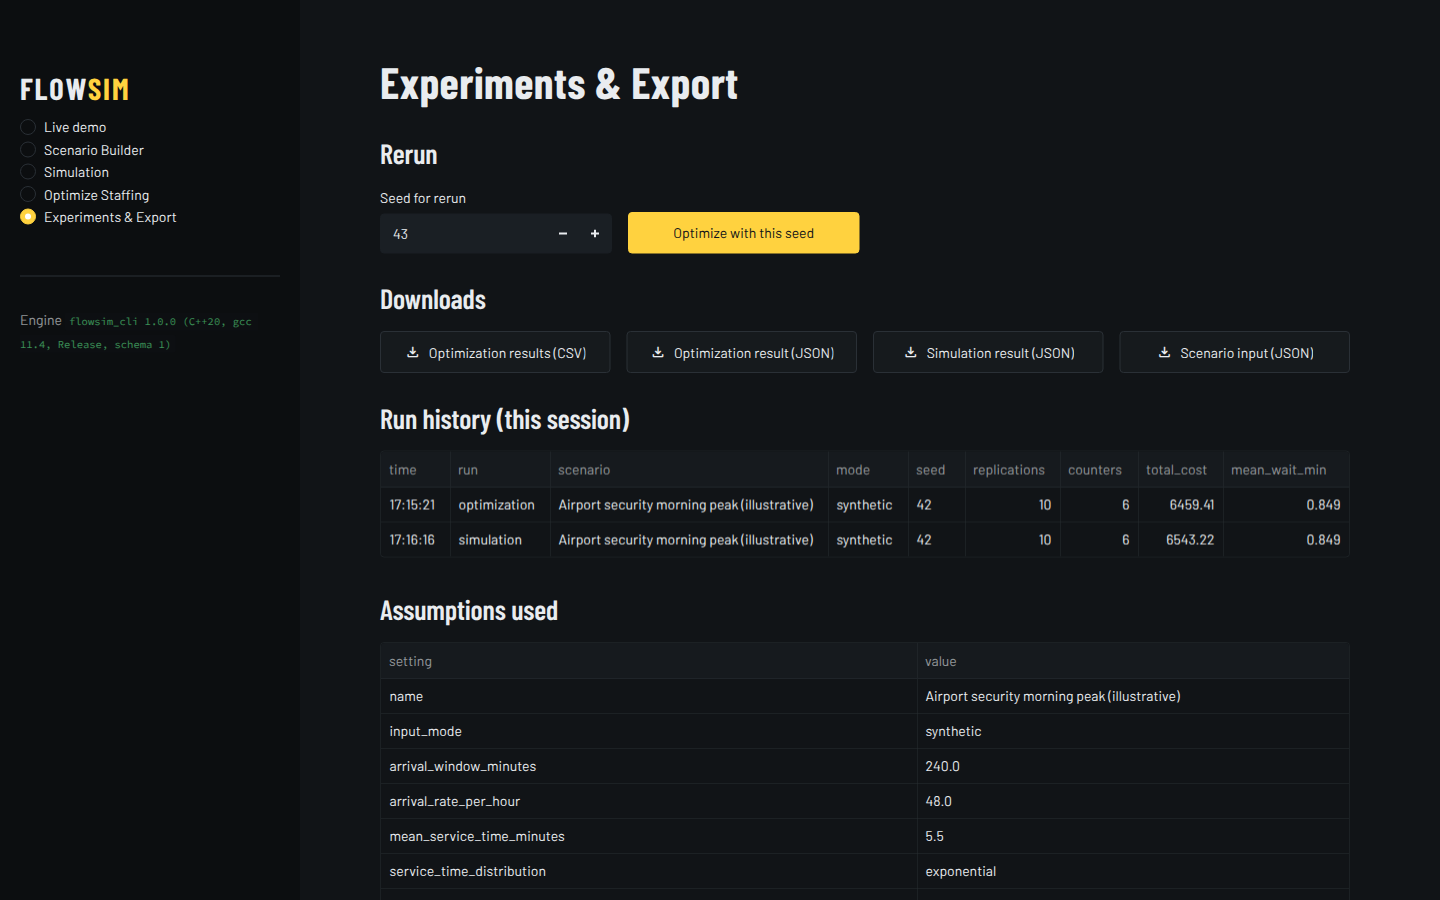 FLOWSIM
Live demo
Scenario Builder
Simulation
Optimize Staffing
Experiments & Export
Engine flowsim_cli 1.0.0 (C++20, gcc
11.4, Release, schema 1)
Experiments & Export
Rerun
Seed for rerun
43
Optimize with this seed
Downloads
Optimization results (CSV)
Optimization result (JSON)
Simulation result (JSON)
Scenario input (JSON)
Run history (this session)
time run scenario mode seed replications counters total_cost mean_wait_min
17:15:21 optimization Airport security morning peak (illustrative) synthetic 42 10 6 6459.41 0.849
17:16:16 simulation Airport security morning peak (illustrative) synthetic 42 10 6 6543.22 0.849
Assumptions used
setting value
name Airport security morning peak (illustrative)
input_mode synthetic
arrival_window_minutes 240.0
arrival_rate_per_hour 48.0
mean_service_time_minutes 5.5
service_time_distribution exponential